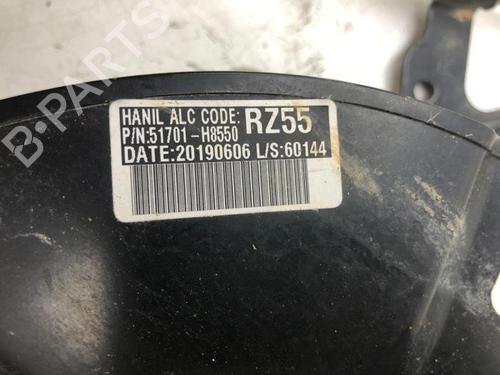 B-PARTS
HANIL ALC CODE: RZ55
P/N:51701-H8550
DATE:20190606 L/S:60144